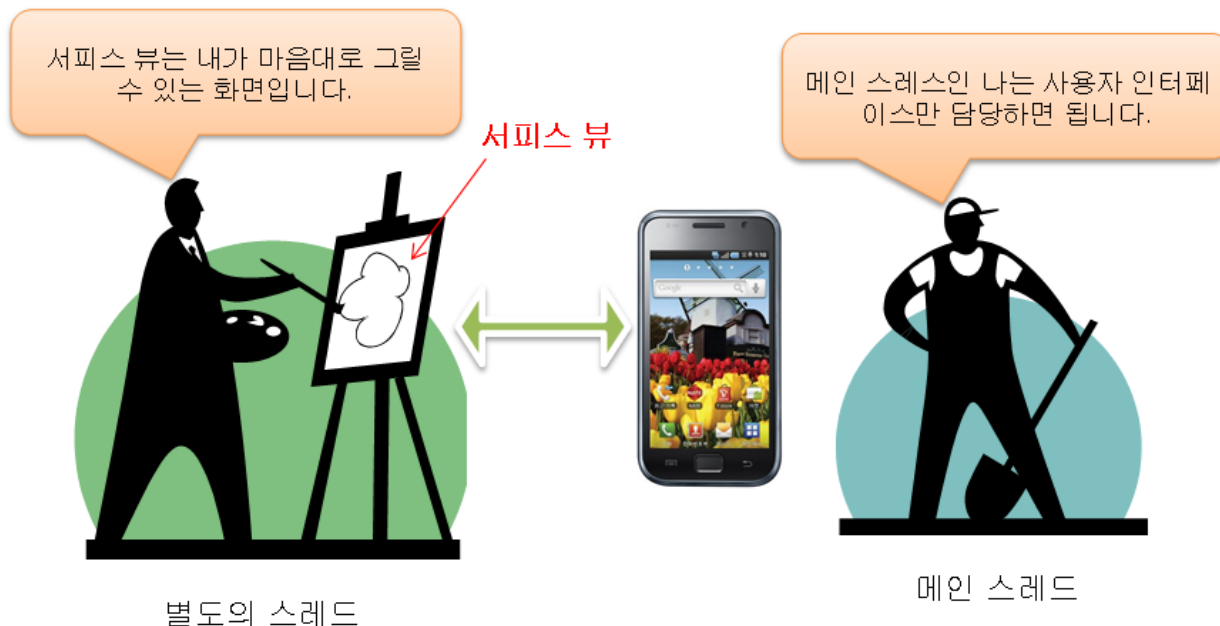 서피스 뷰는 내가 마음대로 그릴
수 있는 화면입니다.
메인 스레스인 나는 사용자 인터페
이스만 담당하면 됩니다.
서피스 뷰
Google
별도의 스레드
메인 스레드